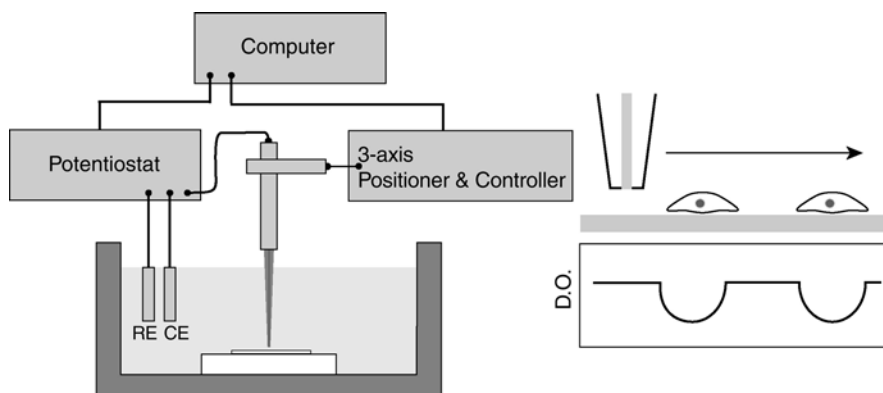 Computer
Potentiostat
3-axis
Positioner & Controller
RE CE
D.O.